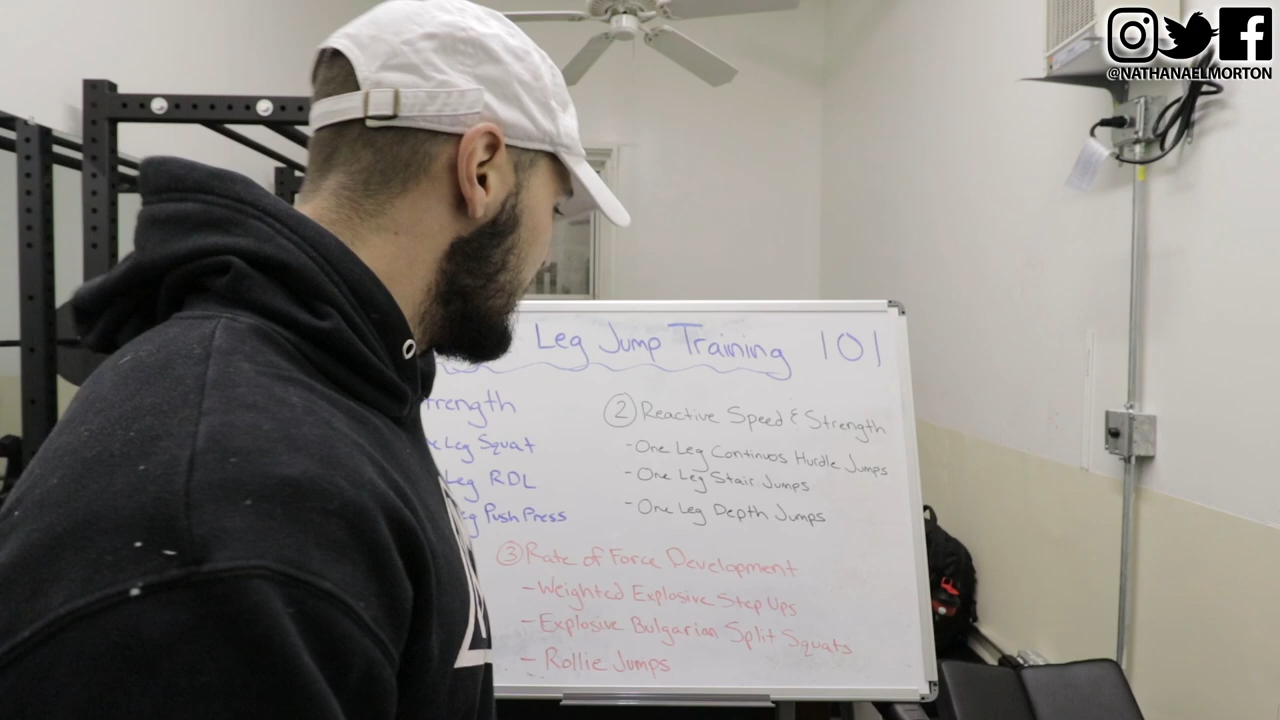 @NATHANAELMORTON
Leg Jump Training 101
trength
Leg Squat
Leg RDL
eg Push Press
② Reactive Speed & Strength
- One Leg Continuos Hurdle Jumps
- One Leg Stair Jumps
- One Leg Depth Jumps
③ Rate of Force Development
- Weighted Explosive Step Ups
- Explosive Bulgarian Split Squats
- Rollie Jumps